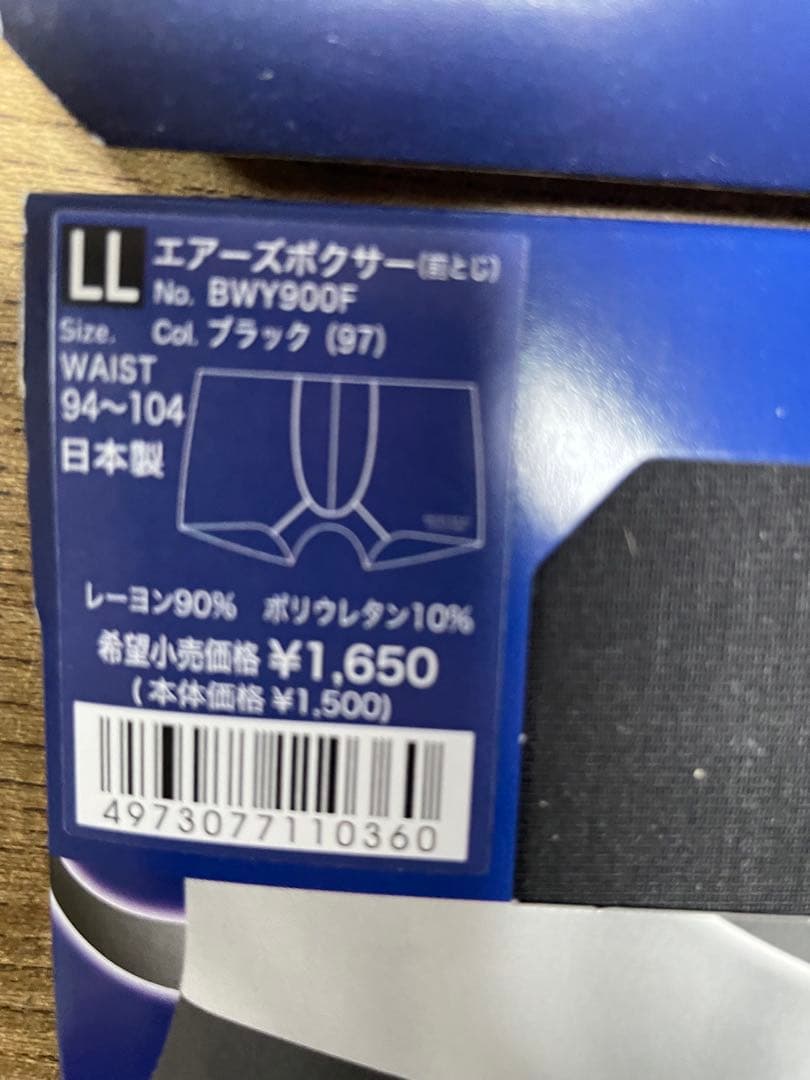 LL エアーズボクサー(前とじ)
No. BWY900F
Size. Col. ブラック (97)
WAIST
94～104
日本製
レーヨン90% ポリウレタン10%
希望小売価格 ¥1,650
(本体価格 ¥1,500)
4973077110360